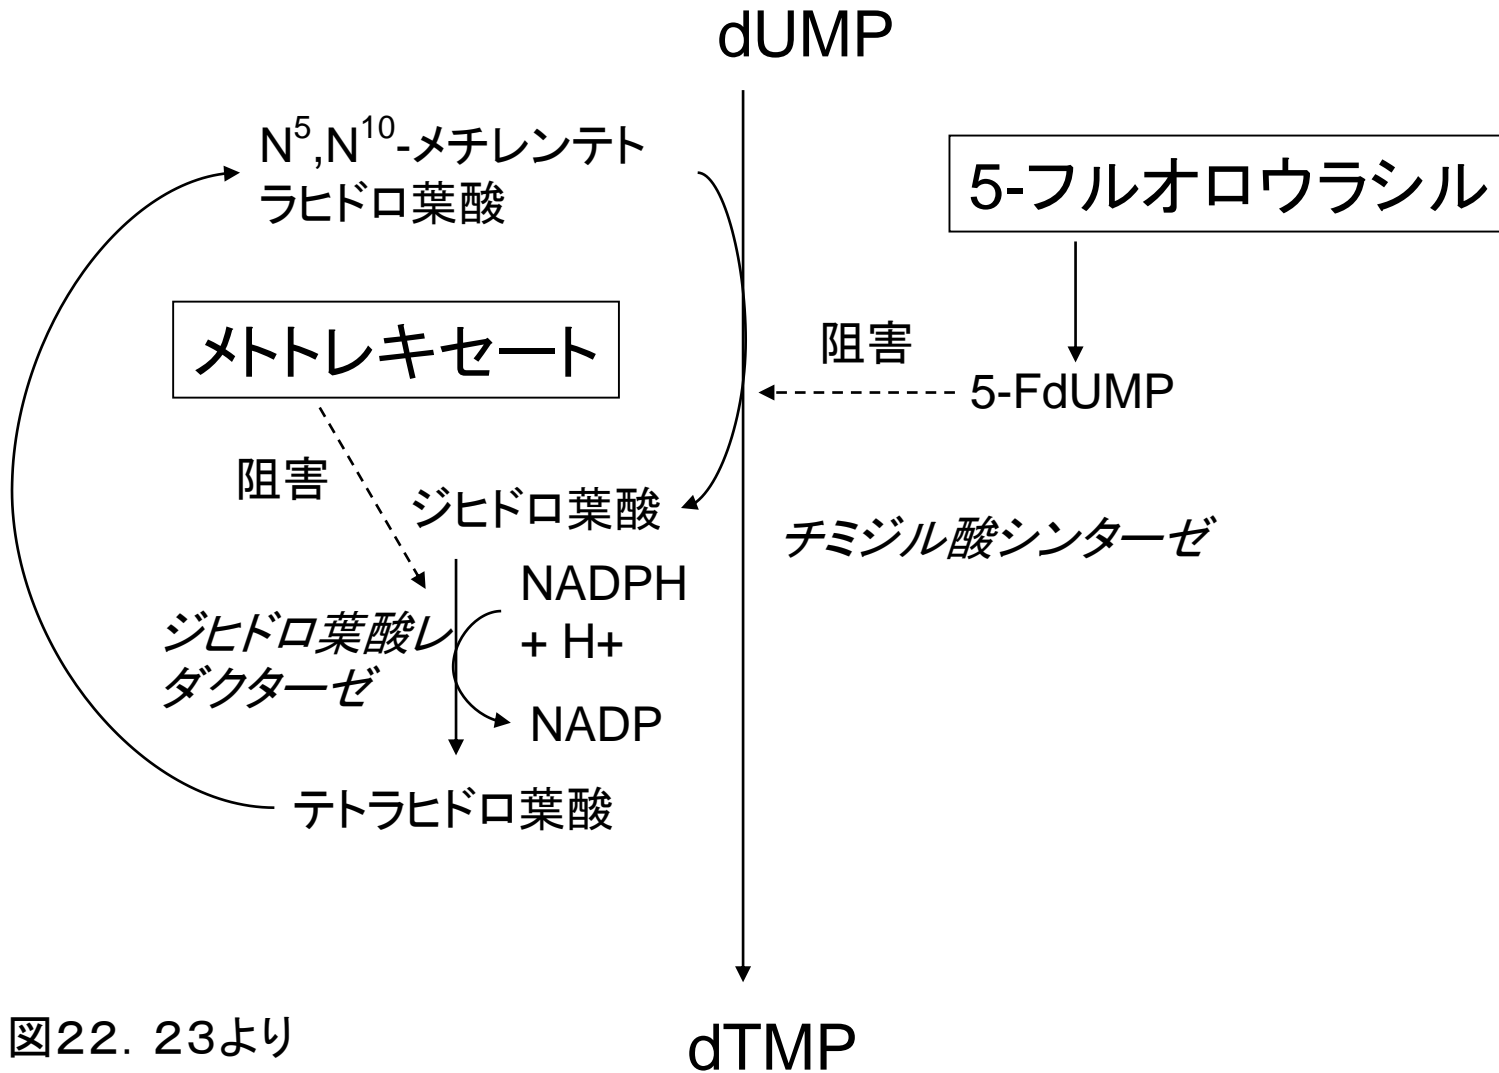 dUMP
N⁵,N¹⁰-メチレンテト
ラヒドロ葉酸
5-フルオロウラシル
メトトレキセート
阻害
5-FdUMP
阻害
ジヒドロ葉酸
チミジル酸シンターゼ
NADPH
+ H+
ジヒドロ葉酸レ
ダクターゼ
NADP
テトラヒドロ葉酸
図22．23より
dTMP